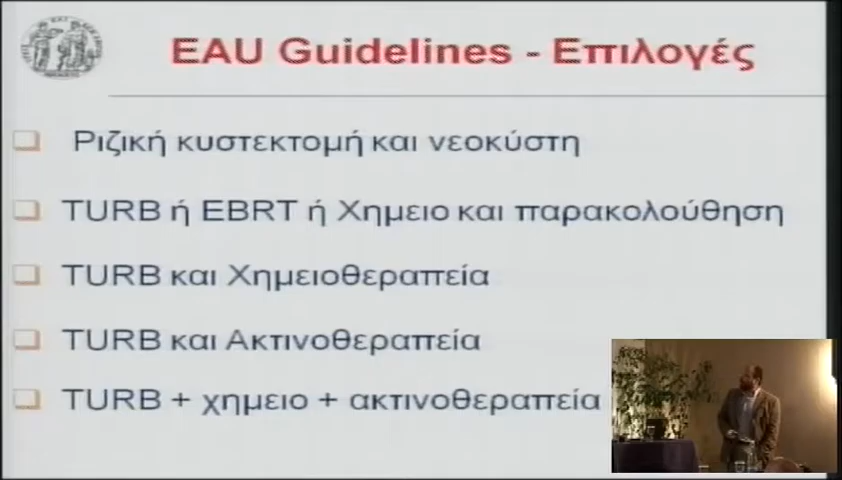 EAU Guidelines - Επιλογές
Ριζική κυστεκτομή και νεοκύστη
TURB ή EBRT ή Χημειο και παρακολούθηση
TURB και Χημειοθεραπεία
TURB και Ακτινοθεραπεία
TURB + χημειο + ακτινοθεραπεία